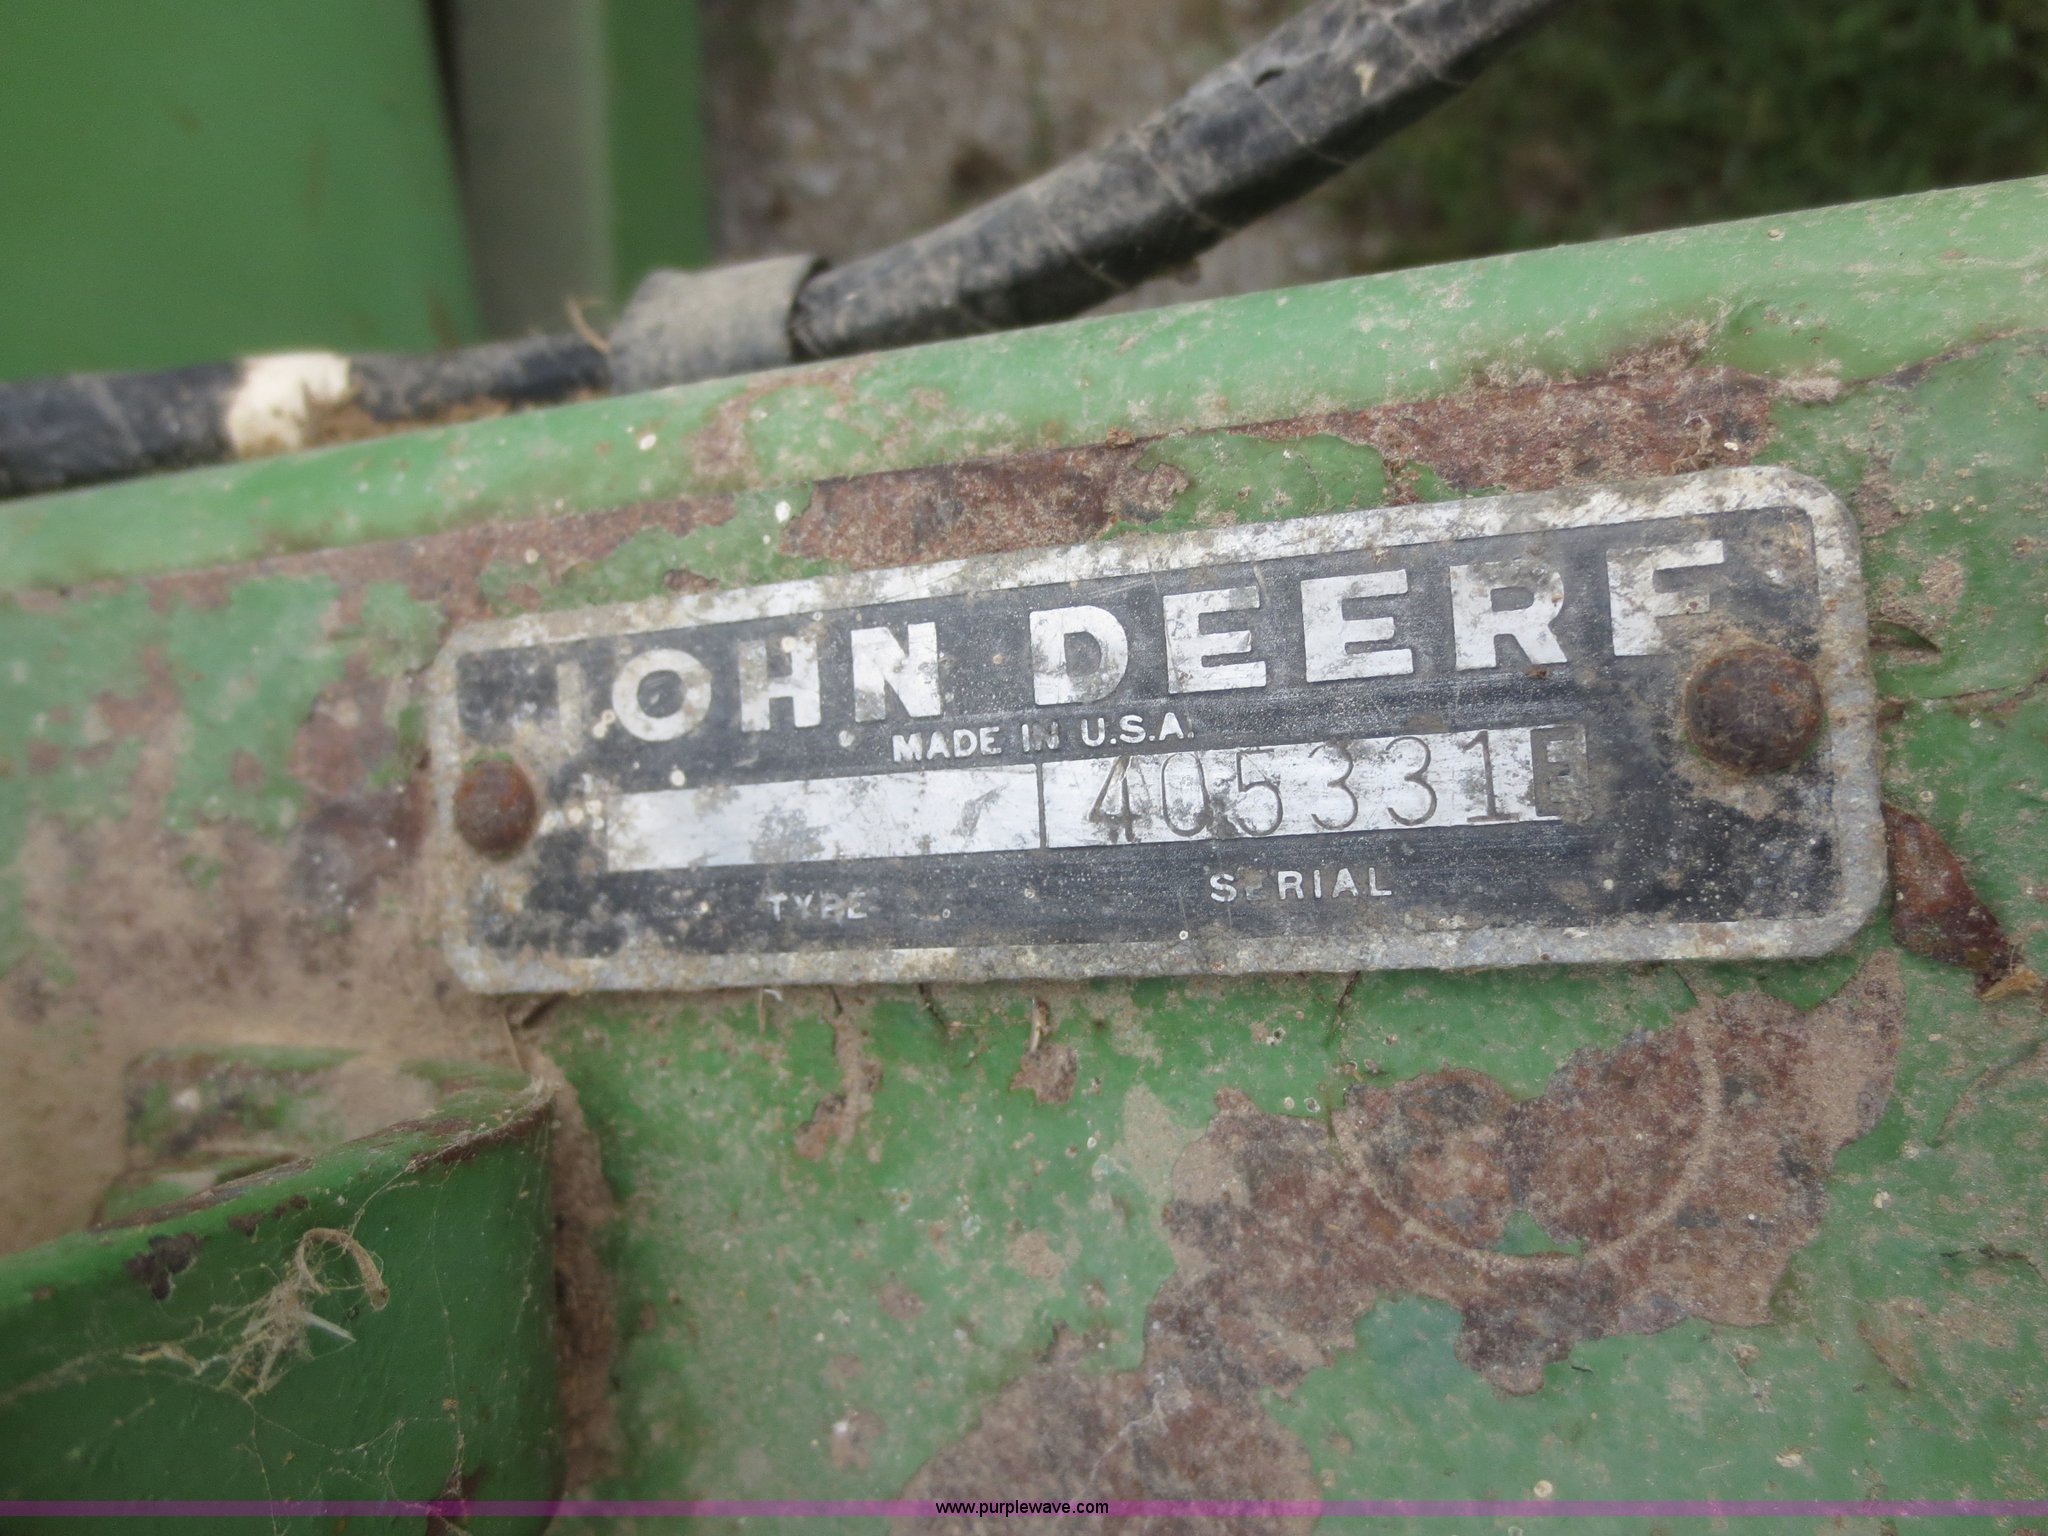 JOHN DEERE
MADE IN U.S.A.
405331E
TYPE SERIAL
www.purplewave.com